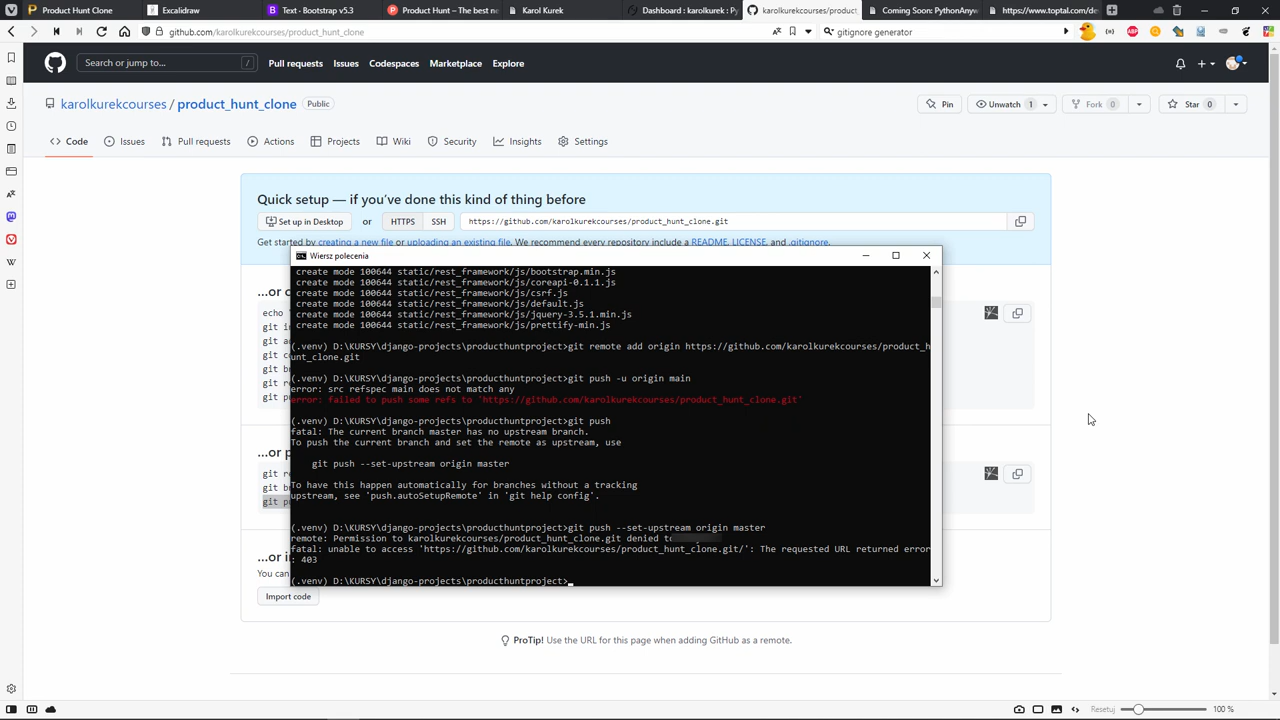 Product Hunt Clone
Excalidraw
Text · Bootstrap v5.3
Product Hunt – The best n
Karol Kurek
Dashboard : karolkurek : Py
karolkurekcourses/product
Coming Soon: PythonAnyw
https://www.toptal.com/de
github.com/karolkurekcourses/product_hunt_clone
gitignore generator
Search or jump to...
/
Pull requests
Issues
Codespaces
Marketplace
Explore
karolkurekcourses / product_hunt_clone
Public
Pin
Unwatch 1
Fork 0
Star 0
Code
Issues
Pull requests
Actions
Projects
Wiki
Security
Insights
Settings
Quick setup — if you've done this kind of thing before
Set up in Desktop
or
HTTPS
SSH
https://github.com/karolkurekcourses/product_hunt_clone.git
Get started by creating a new file or uploading an existing file. We recommend every repository include a README, LICENSE, and .gitignore.
Wiersz polecenia
create mode 100644 static/rest_framework/js/bootstrap.min.js
create mode 100644 static/rest_framework/js/coreapi-0.1.1.js
create mode 100644 static/rest_framework/js/csrf.js
create mode 100644 static/rest_framework/js/default.js
create mode 100644 static/rest_framework/js/jquery-3.5.1.min.js
create mode 100644 static/rest_framework/js/prettify-min.js
(.venv) D:\KURSY\django-projects\producthuntproject>git remote add origin https://github.com/karolkurekcourses/product_h
unt_clone.git
(.venv) D:\KURSY\django-projects\producthuntproject>git push -u origin main
error: src refspec main does not match any
error: failed to push some refs to 'https://github.com/karolkurekcourses/product_hunt_clone.git'
(.venv) D:\KURSY\django-projects\producthuntproject>git push
fatal: The current branch master has no upstream branch.
To push the current branch and set the remote as upstream, use
git push --set-upstream origin master
To have this happen automatically for branches without a tracking
upstream, see 'push.autoSetupRemote' in 'git help config'.
(.venv) D:\KURSY\django-projects\producthuntproject>git push --set-upstream origin master
remote: Permission to karolkurekcourses/product_hunt_clone.git denied to
fatal: unable to access 'https://github.com/karolkurekcourses/product_hunt_clone.git/': The requested URL returned error
: 403
(.venv) D:\KURSY\django-projects\producthuntproject>
...or c
echo "
git in
git ad
git co
git b
git re
git pu
...or p
git re
git b
git pu
...or i
You can
Import code
ProTip! Use the URL for this page when adding GitHub as a remote.
Resetuj
100 %